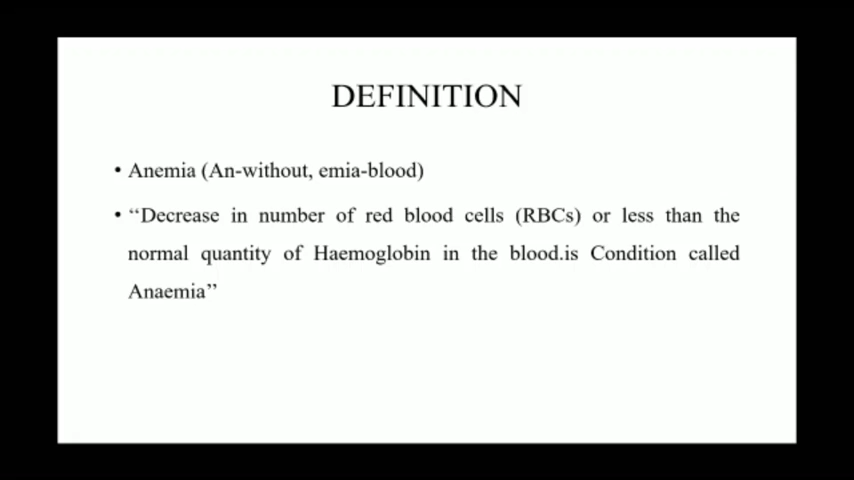 DEFINITION
• Anemia (An-without, emia-blood)
• ‘‘Decrease in number of red blood cells (RBCs) or less than the
normal quantity of Haemoglobin in the blood.is Condition called
Anaemia’’